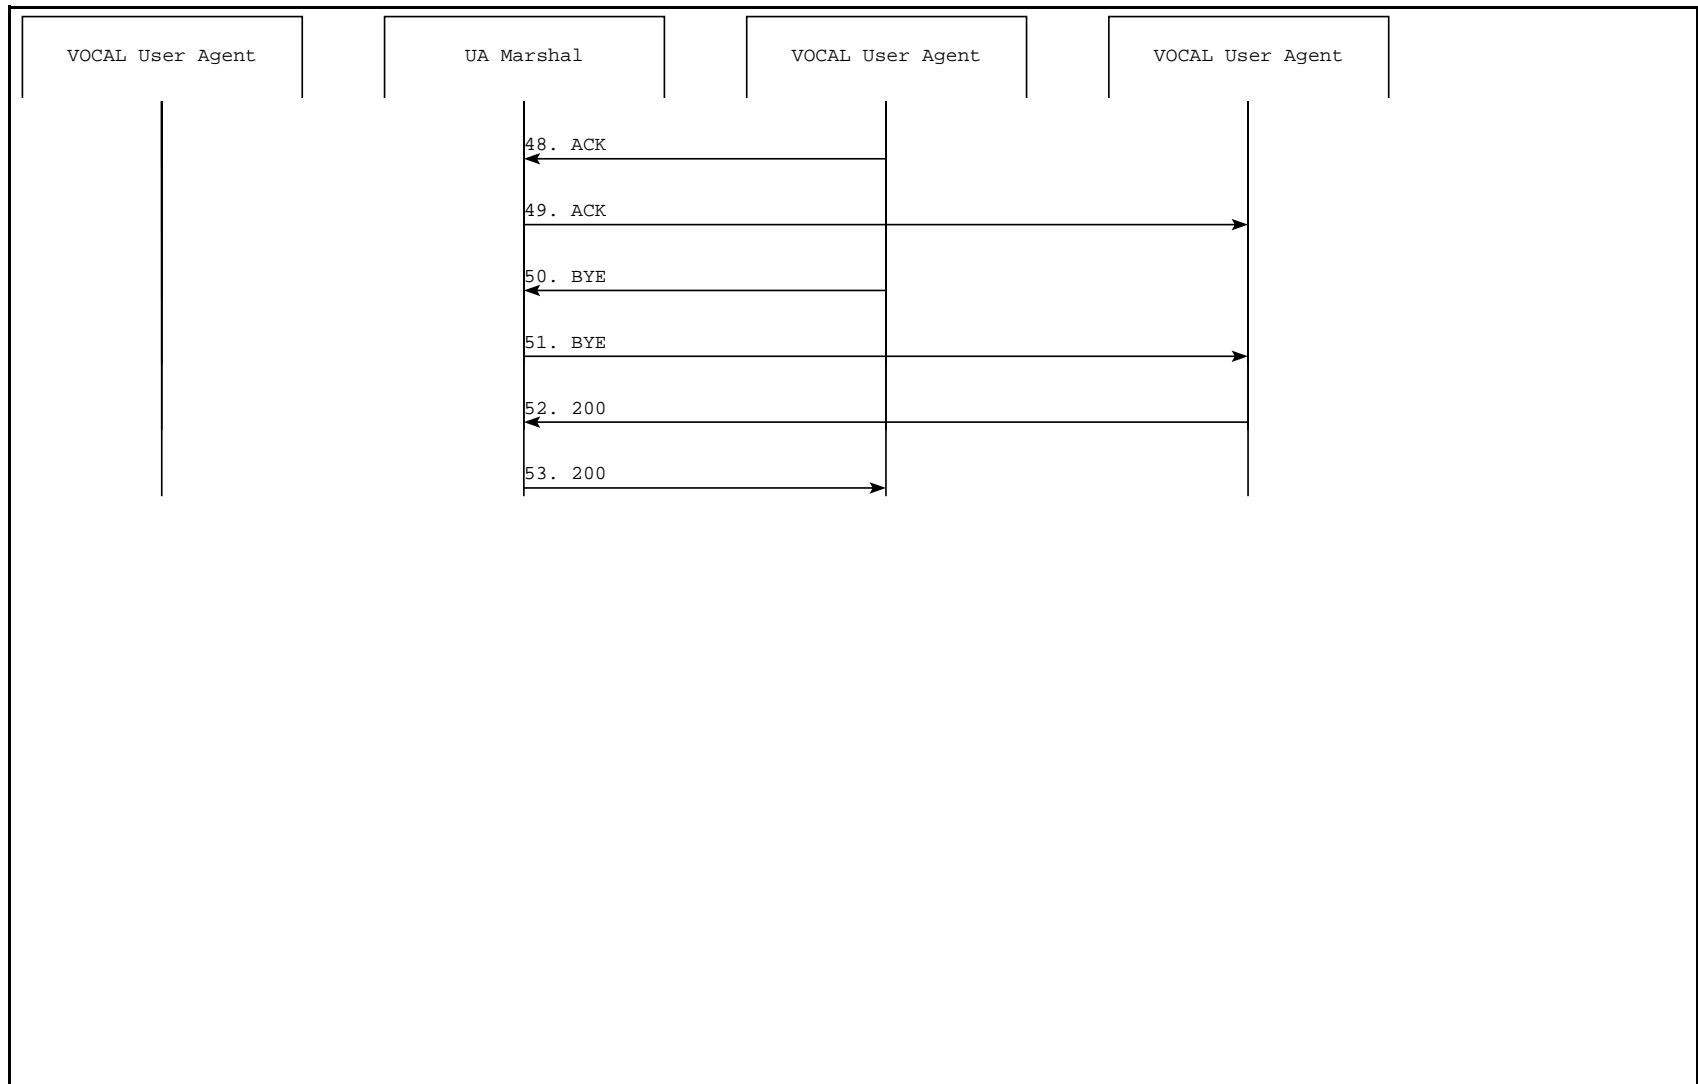 VOCAL User Agent
UA Marshal
VOCAL User Agent
VOCAL User Agent
48. ACK
49. ACK
50. BYE
51. BYE
52. 200
53. 200